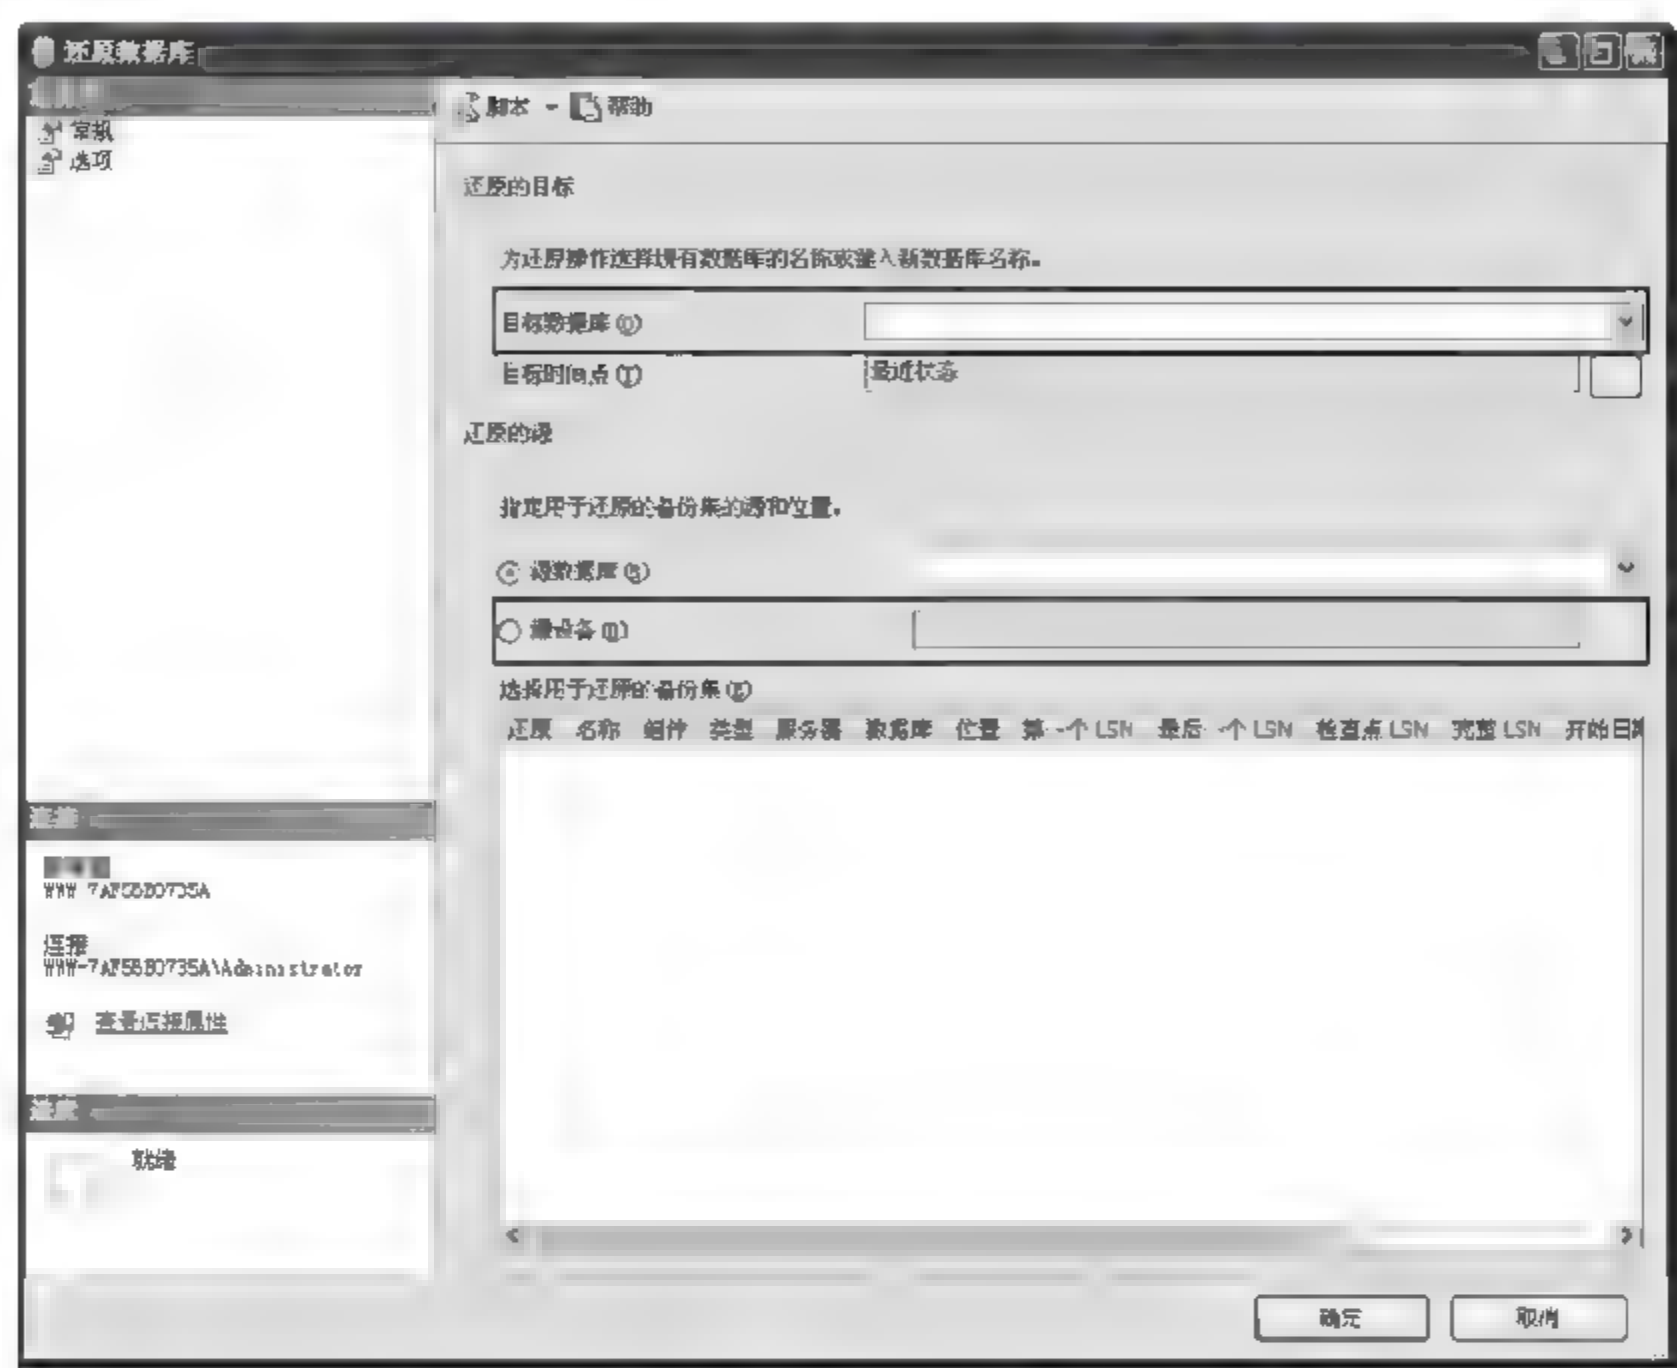 还原数据库
常规
选项
脚本 帮助
还原的目标
为还原操作选择现有数据库的名称或键入新数据库名称。
目标数据库(O)
目标时间点(T) 最近状态
还原的源
指定用于还原的备份集的源和位置。
源数据库(R)
源设备(D)
选择用于还原的备份集(E)
还原 名称 组件 类型 服务器 数据库 位置 第一个 LSN 最后一个 LSN 检查点 LSN 完整 LSN 开始日期
连接
连接
\Administrator
查看连接属性
进度
就绪
确定 取消